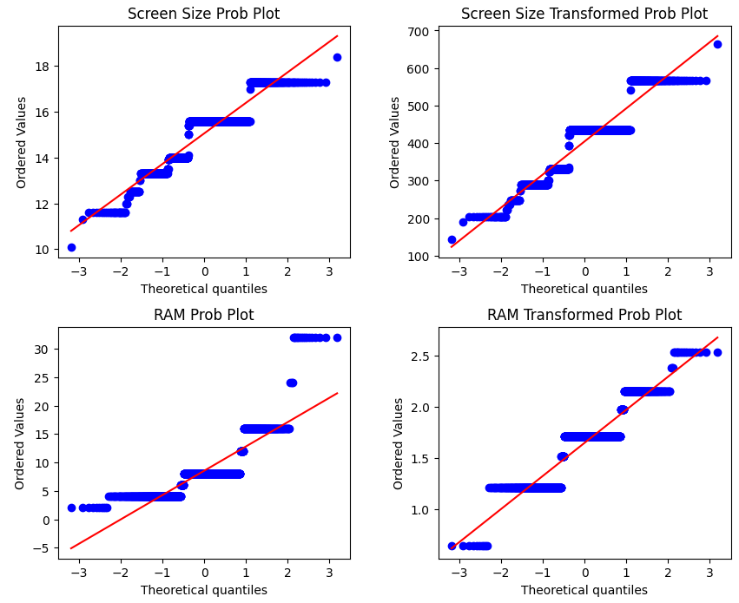 Screen Size Prob Plot
Ordered Values
18
16
14
12
10
−3 −2 −1 0 1 2 3
Theoretical quantiles
Screen Size Transformed Prob Plot
Ordered Values
700
600
500
400
300
200
100
−3 −2 −1 0 1 2 3
Theoretical quantiles
RAM Prob Plot
Ordered Values
30
25
20
15
10
5
0
−5
−3 −2 −1 0 1 2 3
Theoretical quantiles
RAM Transformed Prob Plot
Ordered Values
2.5
2.0
1.5
1.0
−3 −2 −1 0 1 2 3
Theoretical quantiles